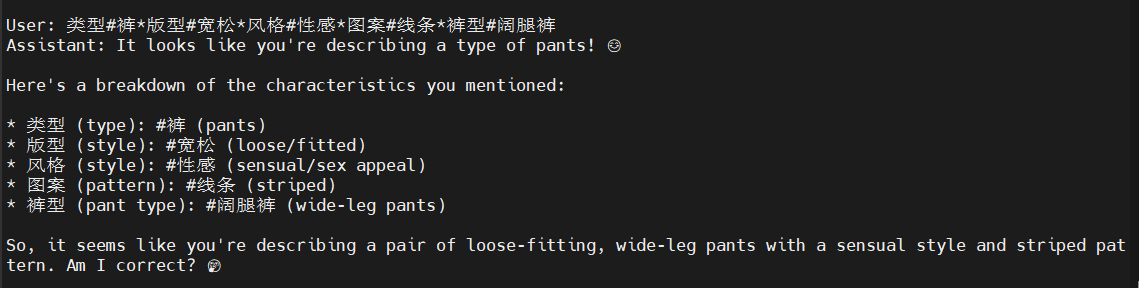 User: 类型#裤*版型#宽松*风格#性感*图案#线条*裤型#阔腿裤
Assistant: It looks like you're describing a type of pants! 😊
Here's a breakdown of the characteristics you mentioned:
* 类型 (type): #裤 (pants)
* 版型 (style): #宽松 (loose/fitted)
* 风格 (style): #性感 (sensual/sex appeal)
* 图案 (pattern): #线条 (striped)
* 裤型 (pant type): #阔腿裤 (wide-leg pants)
So, it seems like you're describing a pair of loose-fitting, wide-leg pants with a sensual style and striped pat
tern. Am I correct? 🤔